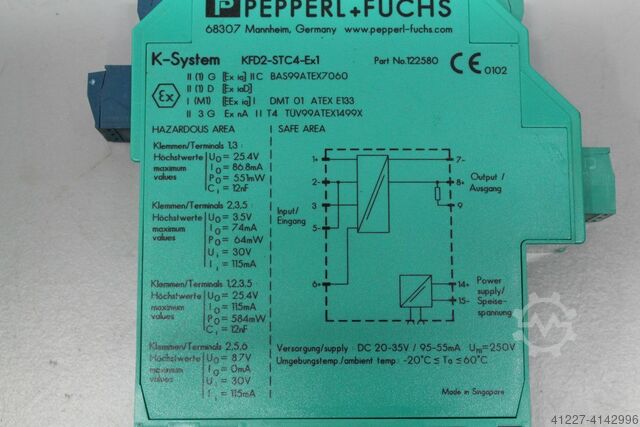 PEPPERL+FUCHS
68307 Mannheim, Germany www.pepperl-fuchs.com
K-System KFD2-STC4-Ex1 Part No.122580 CE 0102
II (1) G [Ex ia] IIC BAS99ATEX7060
II (1) D [Ex iaD]
I (M1) [EEx ia] I DMT 01 ATEX E133
II 3 G Ex nA II T4 TÜV99ATEX1499X
Ex
HAZARDOUS AREA SAFE AREA
Klemmen/Terminals 1,3 :
Höchstwerte U₀ = 25.4V
maximum I₀ = 86.8mA
values P₀ = 551mW
Cᵢ = 12nF
Klemmen/Terminals 2,3,5 :
Höchstwerte U₀ = 3.5V
maximum I₀ = 74mA
values P₀ = 64mW
Uᵢ = 30V
Iᵢ = 115mA
Klemmen/Terminals 1,2,3,5
Höchstwerte U₀ = 25.4V
maximum I₀ = 115mA
values P₀ = 584mW
Cᵢ = 12nF
Klemmen/Terminals 2,5,6
Höchstwerte U₀ = 8.7V
maximum I₀ = 0mA
values Uᵢ = 30V
Iᵢ = 115mA
1+
2-
3
5-
6+
Input/
Eingang
7-
8+
9
Output /
Ausgang
14+
15-
Power
supply/
Speise-
spannung
Versorgung/supply : DC 20-35V / 95-55mA Uₘ=250V
Umgebungstemp./ambient temp : -20°C ≤ Ta ≤ 60°C
Made in Singapore
41227-4142996